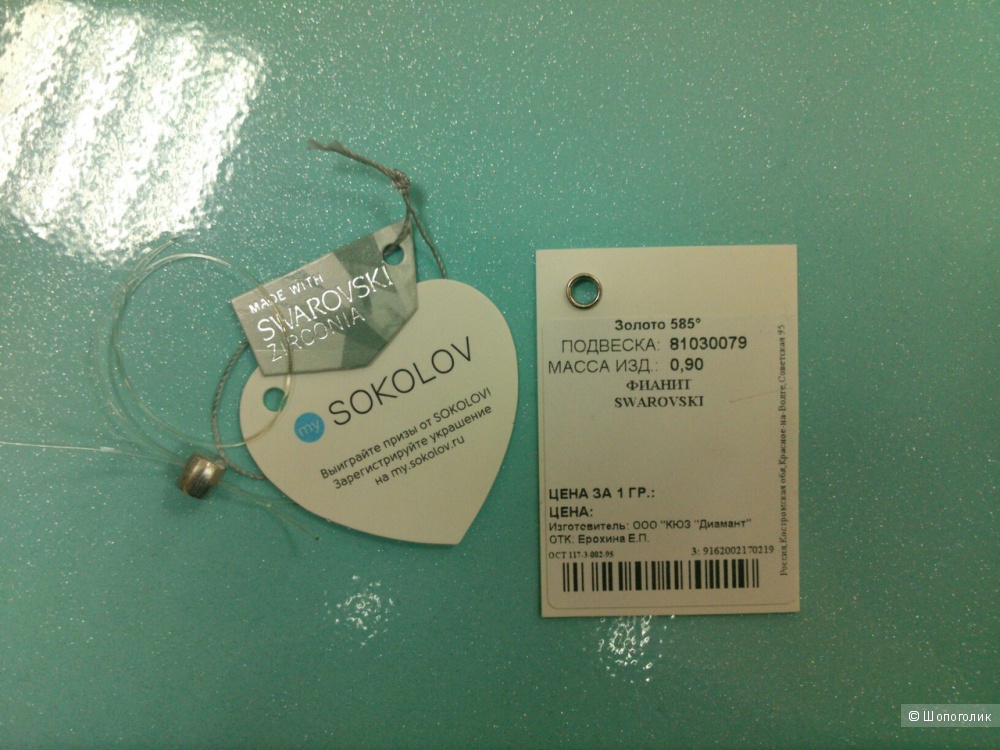 MADE WITH
SWAROVSKI
ZIRCONIA
my SOKOLOV
Выиграйте призы от SOKOLOV!
Зарегистрируйте украшение
на my.sokolov.ru
Золото 585°
ПОДВЕСКА: 81030079
МАССА ИЗД.: 0,90
ФИАНИТ
SWAROVSKI
ЦЕНА ЗА 1 ГР.:
ЦЕНА:
Изготовитель: ООО "КЮЗ "Диамант"
ОТК: Ерохина Е.П.
ОСТ 117-3-002-95
З: 9162002170219
Россия,Костромская обл,Красное-на-Волге,Советская 95
© Шопоголик